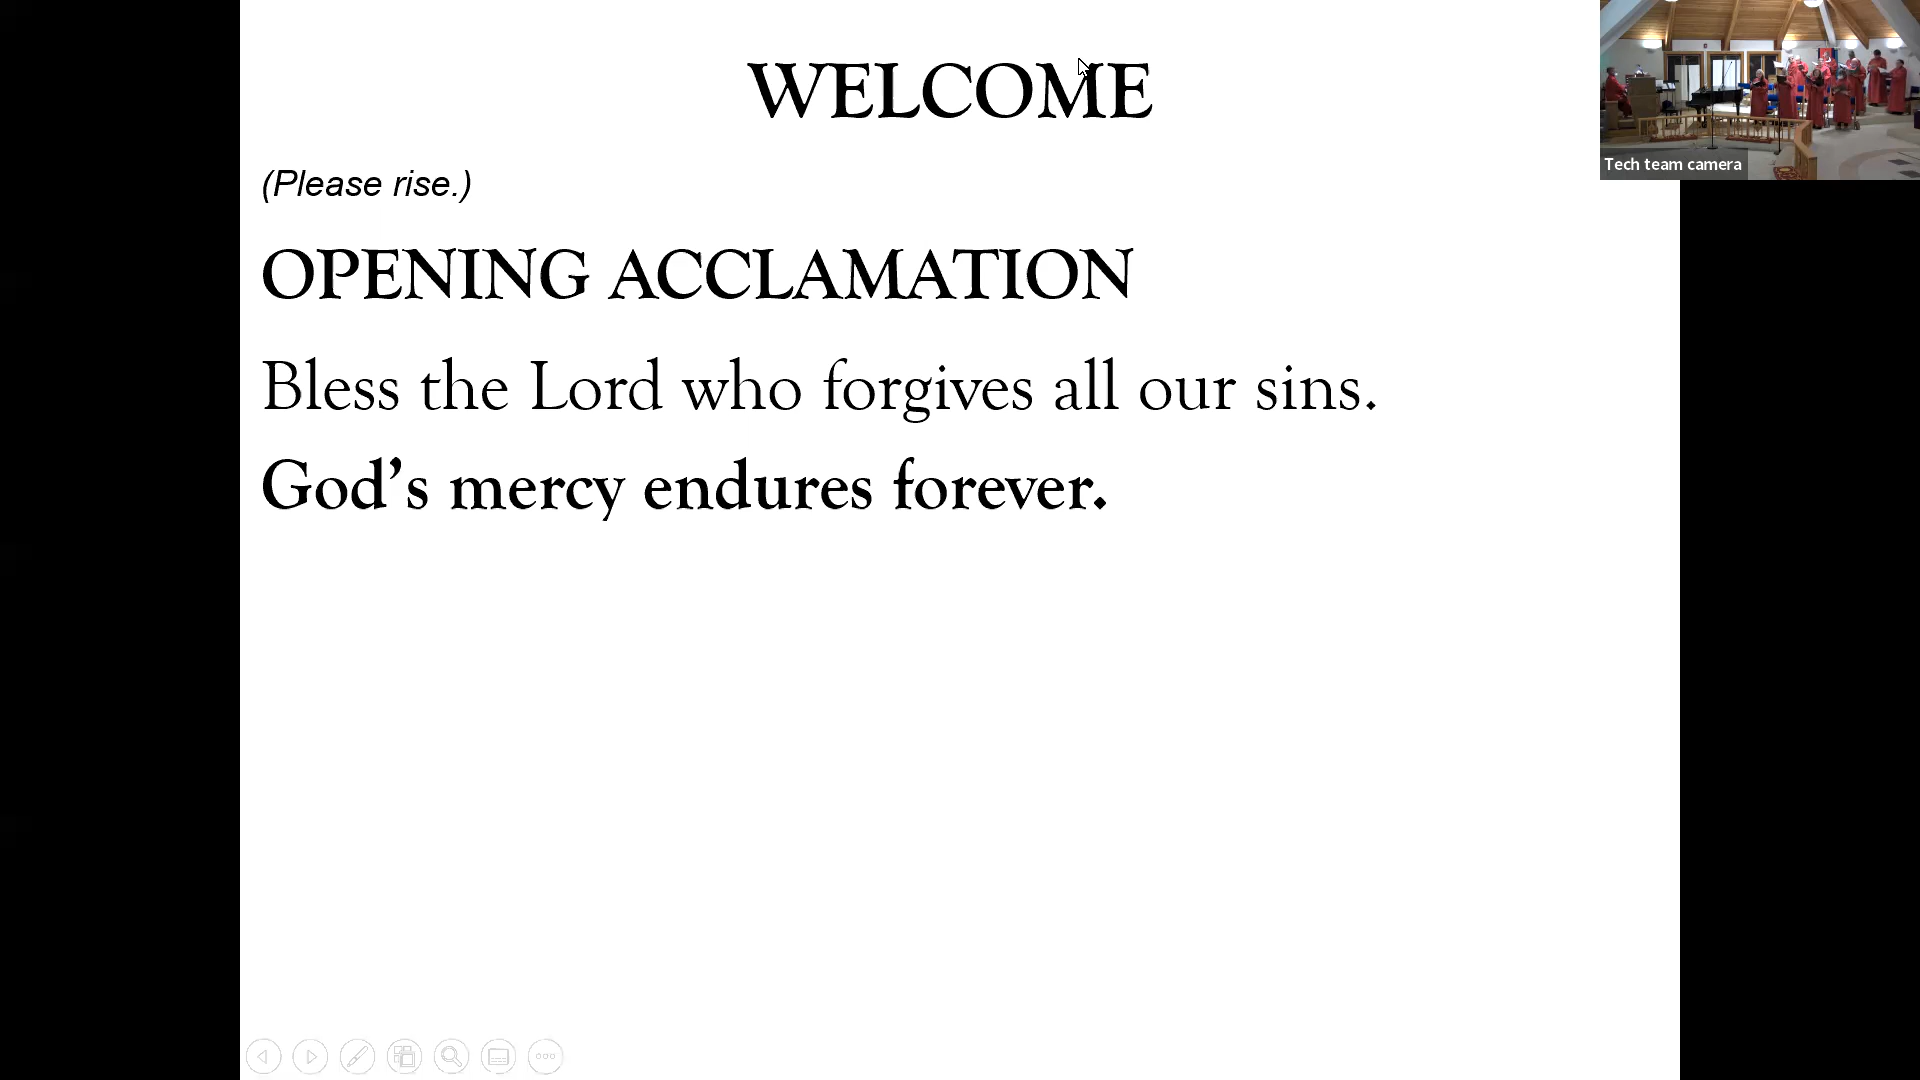 WELCOME
(Please rise.)
OPENING ACCLAMATION
Bless the Lord who forgives all our sins.
God’s mercy endures forever.
Tech team camera